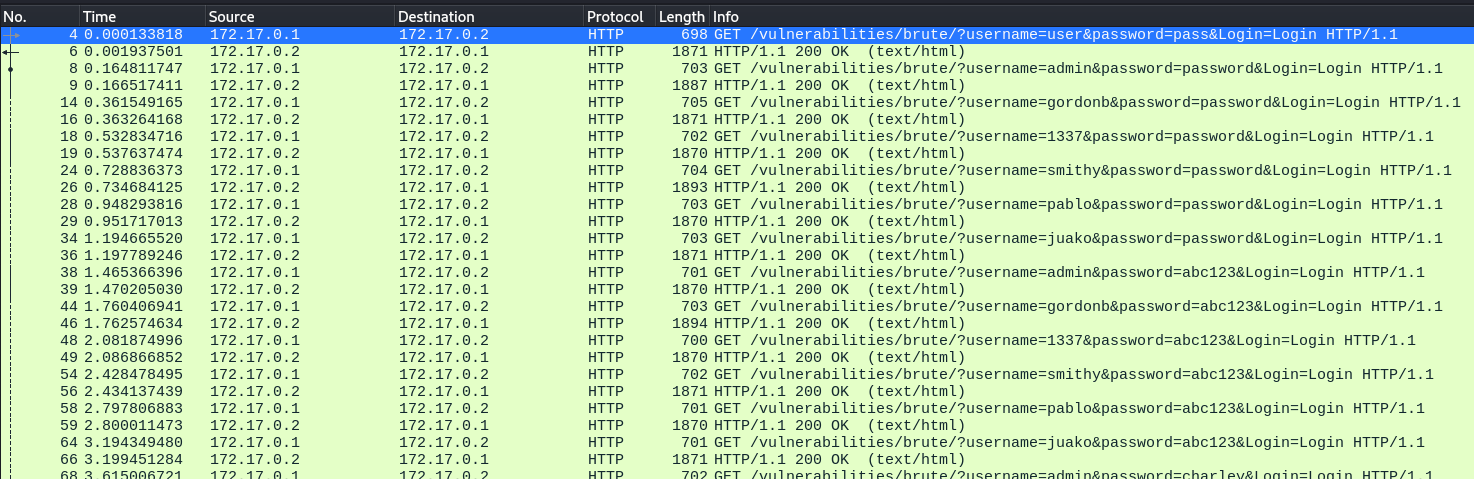 No. Time Source Destination Protocol Length Info
4 0.000133818 172.17.0.1 172.17.0.2 HTTP 698 GET /vulnerabilities/brute/?username=user&password=pass&Login=Login HTTP/1.1
6 0.001937501 172.17.0.2 172.17.0.1 HTTP 1871 HTTP/1.1 200 OK (text/html)
8 0.164811747 172.17.0.1 172.17.0.2 HTTP 703 GET /vulnerabilities/brute/?username=admin&password=password&Login=Login HTTP/1.1
9 0.166517411 172.17.0.2 172.17.0.1 HTTP 1887 HTTP/1.1 200 OK (text/html)
14 0.361549165 172.17.0.1 172.17.0.2 HTTP 705 GET /vulnerabilities/brute/?username=gordonb&password=password&Login=Login HTTP/1.1
16 0.363264168 172.17.0.2 172.17.0.1 HTTP 1871 HTTP/1.1 200 OK (text/html)
18 0.532834716 172.17.0.1 172.17.0.2 HTTP 702 GET /vulnerabilities/brute/?username=1337&password=password&Login=Login HTTP/1.1
19 0.537637474 172.17.0.2 172.17.0.1 HTTP 1870 HTTP/1.1 200 OK (text/html)
24 0.728836373 172.17.0.1 172.17.0.2 HTTP 704 GET /vulnerabilities/brute/?username=smithy&password=password&Login=Login HTTP/1.1
26 0.734684125 172.17.0.2 172.17.0.1 HTTP 1893 HTTP/1.1 200 OK (text/html)
28 0.948293816 172.17.0.1 172.17.0.2 HTTP 703 GET /vulnerabilities/brute/?username=pablo&password=password&Login=Login HTTP/1.1
29 0.951717013 172.17.0.2 172.17.0.1 HTTP 1870 HTTP/1.1 200 OK (text/html)
34 1.194665520 172.17.0.1 172.17.0.2 HTTP 703 GET /vulnerabilities/brute/?username=juako&password=password&Login=Login HTTP/1.1
36 1.197789246 172.17.0.2 172.17.0.1 HTTP 1871 HTTP/1.1 200 OK (text/html)
38 1.465366396 172.17.0.1 172.17.0.2 HTTP 701 GET /vulnerabilities/brute/?username=admin&password=abc123&Login=Login HTTP/1.1
39 1.470205030 172.17.0.2 172.17.0.1 HTTP 1870 HTTP/1.1 200 OK (text/html)
44 1.760406941 172.17.0.1 172.17.0.2 HTTP 703 GET /vulnerabilities/brute/?username=gordonb&password=abc123&Login=Login HTTP/1.1
46 1.762574634 172.17.0.2 172.17.0.1 HTTP 1894 HTTP/1.1 200 OK (text/html)
48 2.081874996 172.17.0.1 172.17.0.2 HTTP 700 GET /vulnerabilities/brute/?username=1337&password=abc123&Login=Login HTTP/1.1
49 2.086866852 172.17.0.2 172.17.0.1 HTTP 1870 HTTP/1.1 200 OK (text/html)
54 2.428478495 172.17.0.1 172.17.0.2 HTTP 702 GET /vulnerabilities/brute/?username=smithy&password=abc123&Login=Login HTTP/1.1
56 2.434137439 172.17.0.2 172.17.0.1 HTTP 1871 HTTP/1.1 200 OK (text/html)
58 2.797806883 172.17.0.1 172.17.0.2 HTTP 701 GET /vulnerabilities/brute/?username=pablo&password=abc123&Login=Login HTTP/1.1
59 2.800011473 172.17.0.2 172.17.0.1 HTTP 1870 HTTP/1.1 200 OK (text/html)
64 3.194349480 172.17.0.1 172.17.0.2 HTTP 701 GET /vulnerabilities/brute/?username=juako&password=abc123&Login=Login HTTP/1.1
66 3.199451284 172.17.0.2 172.17.0.1 HTTP 1871 HTTP/1.1 200 OK (text/html)
68 3.615006721 172.17.0.1 172.17.0.2 HTTP 702 GET /vulnerabilities/brute/?username=admin&password=charley&Login=Login HTTP/1.1